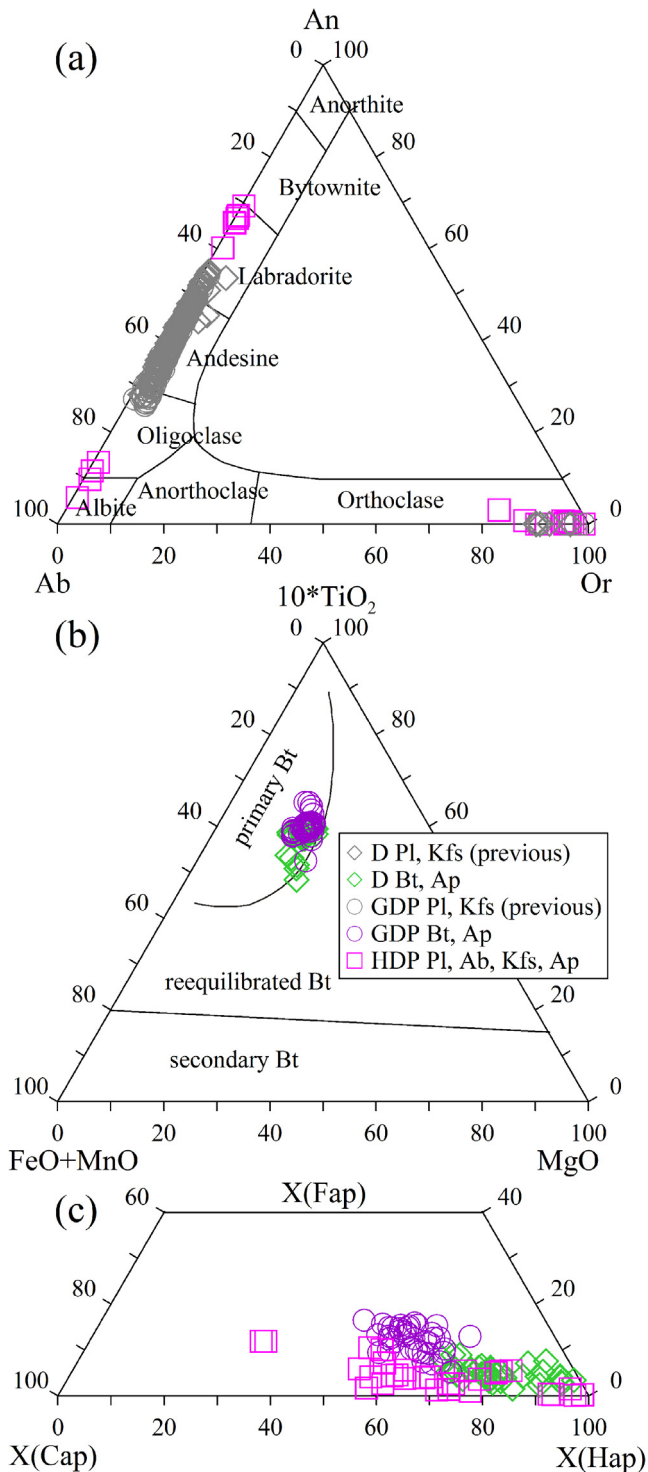 (a)
An
0 100
Anorthite
20 80
Bytownite
40 60
Labradorite
60 40
Andesine
80 20
Oligoclase
Anorthoclase Orthoclase
100 Albite 0
0 20 40 60 80 100
Ab Or
(b)
10*TiO₂
0 100
20 80
primary Bt
40 60
D Pl, Kfs (previous)
D Bt, Ap
GDP Pl, Kfs (previous)
GDP Bt, Ap
HDP Pl, Ab, Kfs, Ap
60
reequilibrated Bt
80 20
secondary Bt
100 0
0 20 40 60 80 100
FeO+MnO MgO
(c)
60 X(Fap) 40
80 20
100 0
0 20 40 60 80 100
X(Cap) X(Hap)